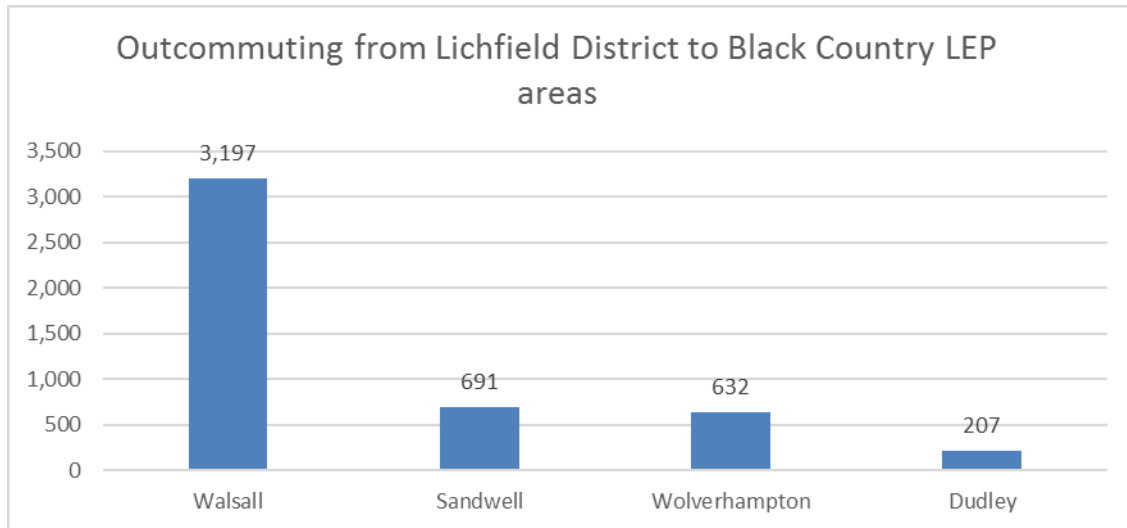 Outcommuting from Lichfield District to Black Country LEP
areas
3,500
3,197
3,000
2,500
2,000
1,500
1,000
691
632
500
207
0
Walsall
Sandwell
Wolverhampton
Dudley